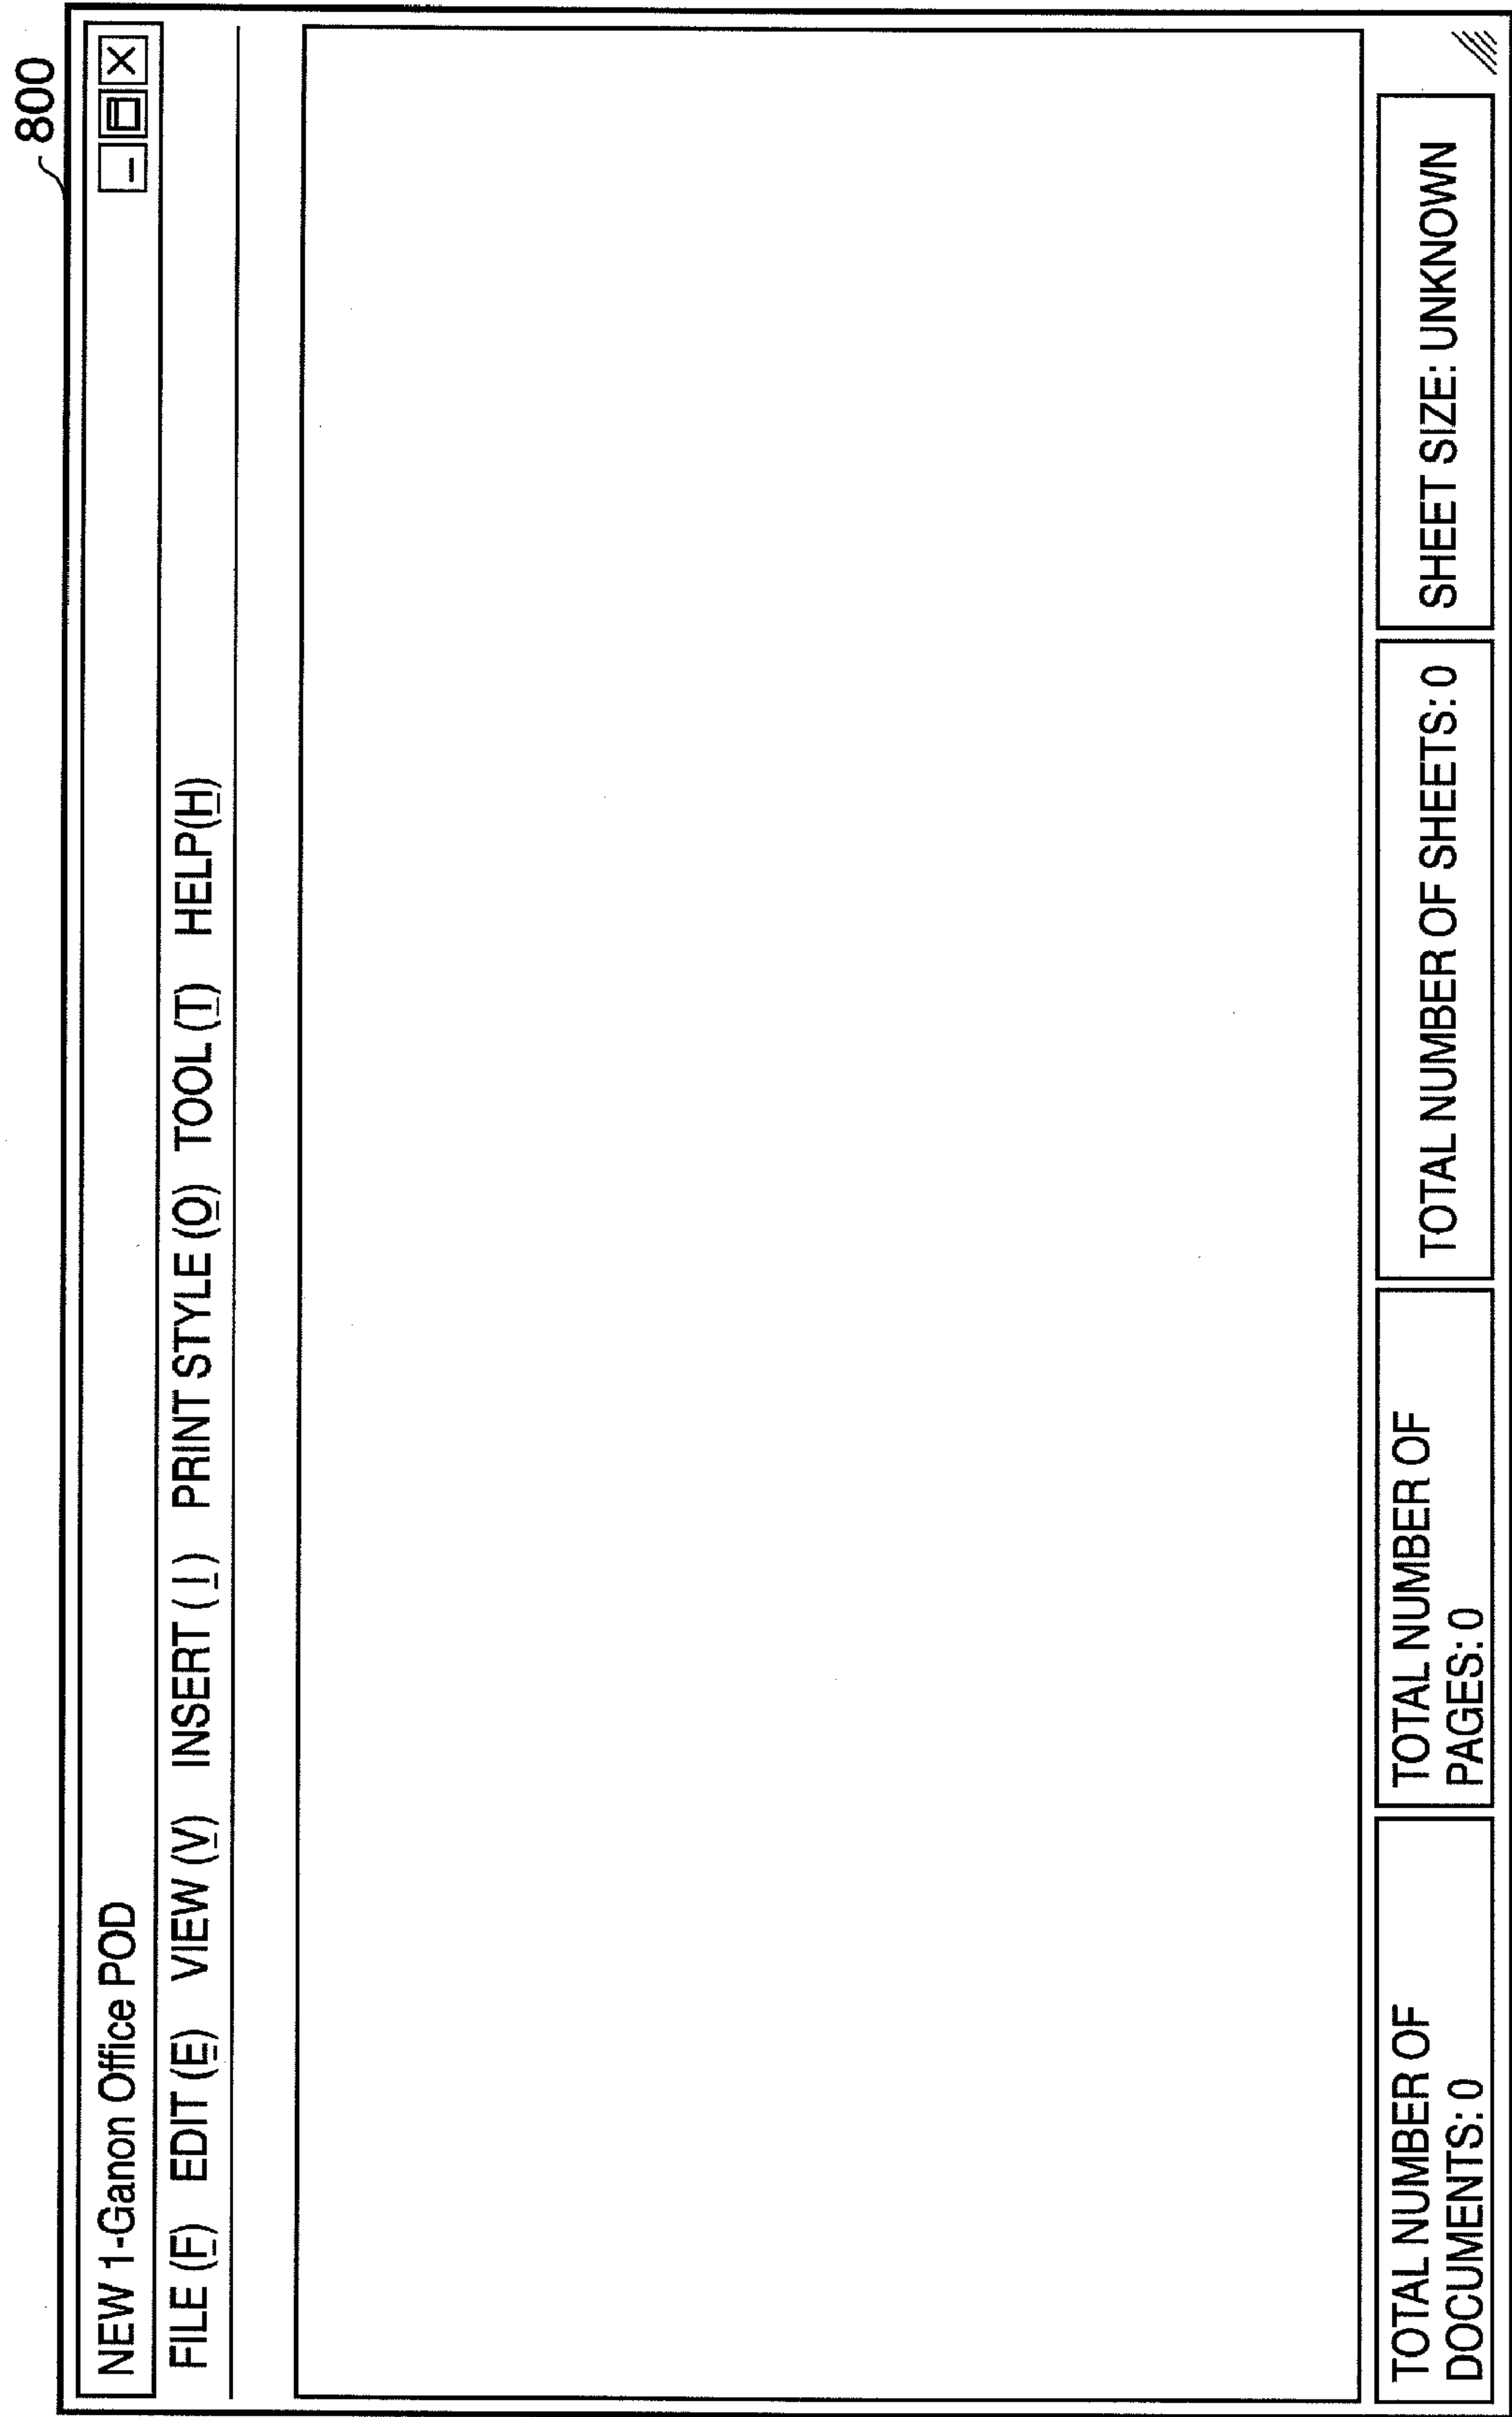 800
NEW 1-Ganon Office POD
FILE (F) EDIT (E) VIEW (V) INSERT ( I ) PRINT STYLE (O) TOOL (T) HELP(H)
TOTAL NUMBER OF
DOCUMENTS: 0
TOTAL NUMBER OF
PAGES: 0
TOTAL NUMBER OF SHEETS: 0
SHEET SIZE: UNKNOWN